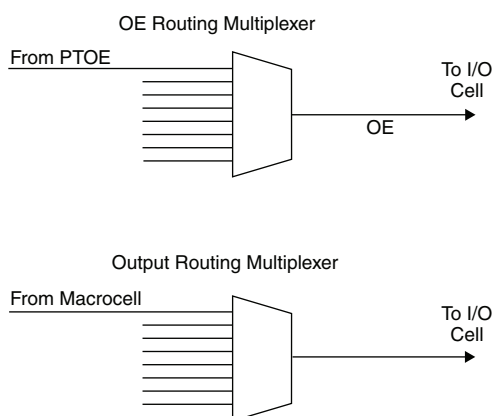 OE Routing Multiplexer
From PTOE
To I/O
Cell
OE
Output Routing Multiplexer
From Macrocell
To I/O
Cell